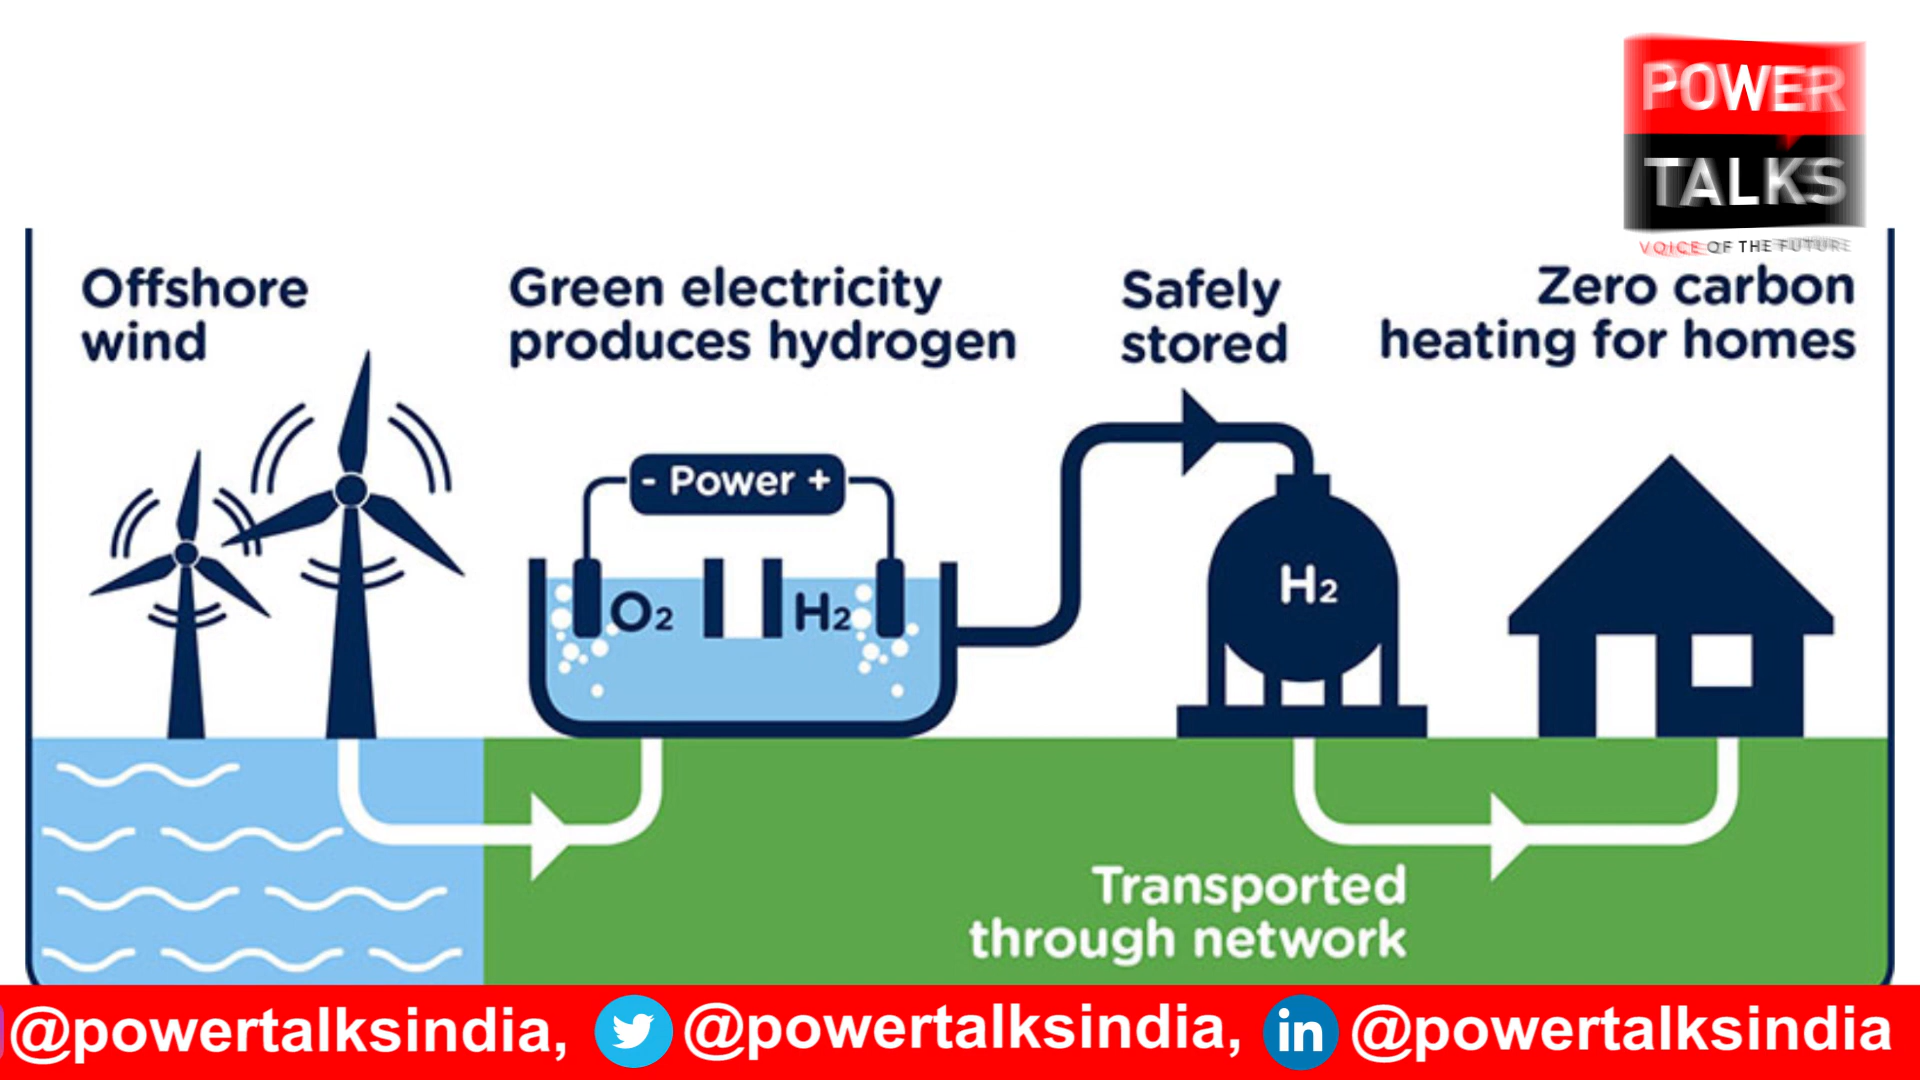 POWER
TALKS
VOICE OF THE FUTURE
Offshore
wind
Green electricity
produces hydrogen
Safely
stored
Zero carbon
heating for homes
- Power +
O₂
H₂
H₂
Transported
through network
@powertalksindia, @powertalksindia, in @powertalksindia